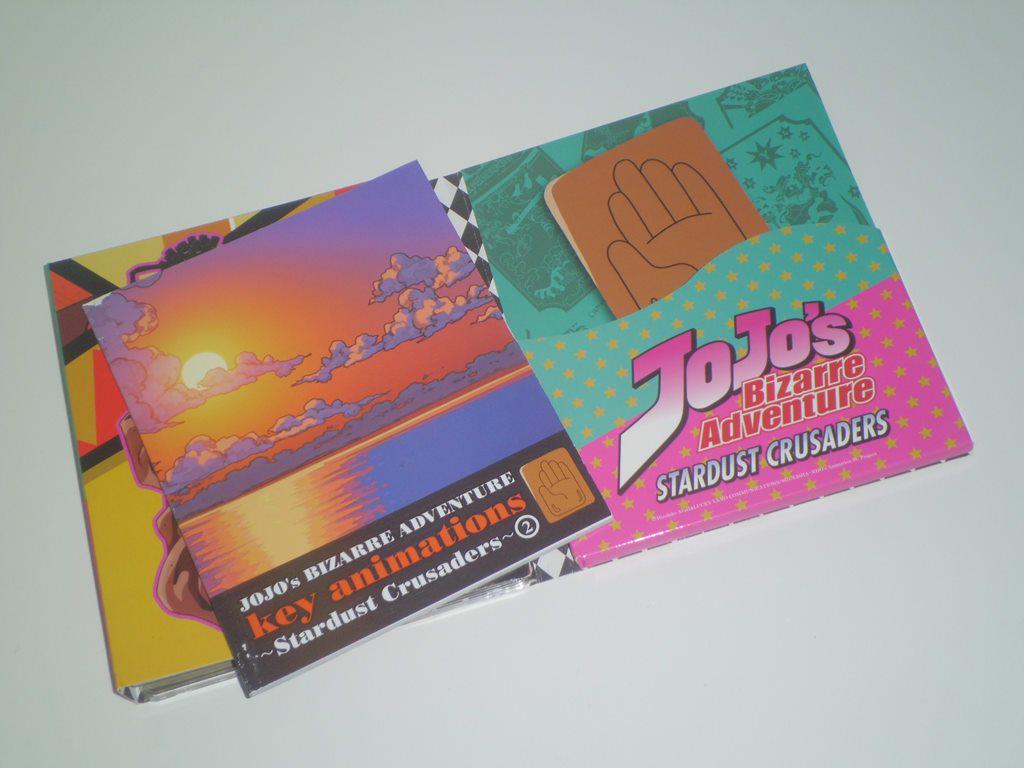 JOJO's BIZARRE ADVENTURE
key animations
~Stardust Crusaders~②
JoJo's
Bizarre
Adventure
STARDUST CRUSADERS